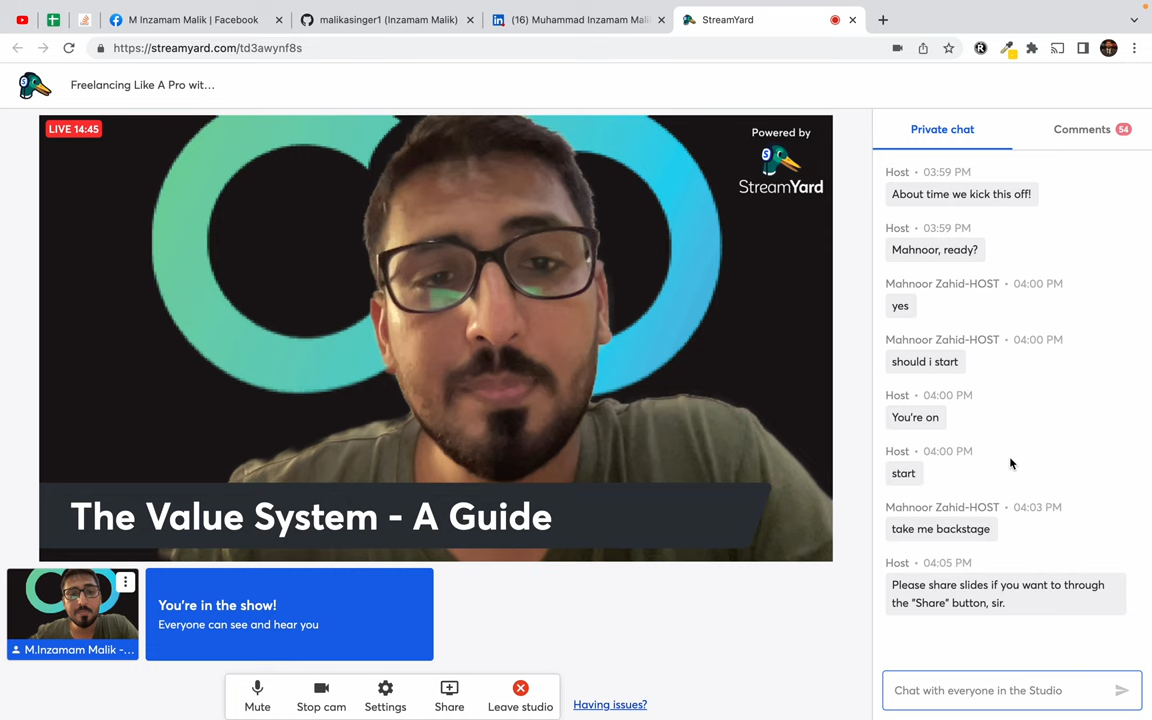 M Inzamam Malik | Facebook
malikasinger1 (Inzamam Malik)
(16) Muhammad Inzamam Mali
StreamYard
https://streamyard.com/td3awynf8s
Freelancing Like A Pro wit...
LIVE 14:45
Powered by
StreamYard
The Value System - A Guide
M.Inzamam Malik -...
You're in the show!
Everyone can see and hear you
Mute
Stop cam
Settings
Share
Leave studio
Having issues?
Private chat
Comments 54
Host • 03:59 PM
About time we kick this off!
Host • 03:59 PM
Mahnoor, ready?
Mahnoor Zahid-HOST • 04:00 PM
yes
Mahnoor Zahid-HOST • 04:00 PM
should i start
Host • 04:00 PM
You're on
Host • 04:00 PM
start
Mahnoor Zahid-HOST • 04:03 PM
take me backstage
Host • 04:05 PM
Please share slides if you want to through
the "Share" button, sir.
Chat with everyone in the Studio